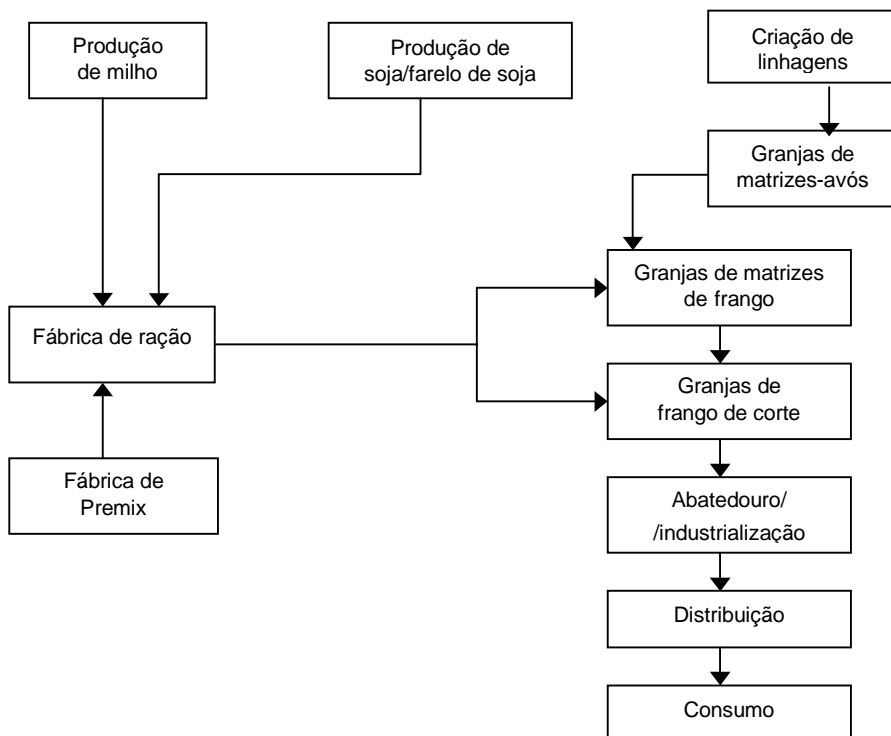 Produção
de milho
Produção de
soja/farelo de soja
Criação de
linhagens
Granjas de
matrizes-avós
Granjas de matrizes
de frango
Fábrica de ração
Granjas de
frango de corte
Fábrica de
Premix
Abatedouro/
/industrialização
Distribuição
Consumo